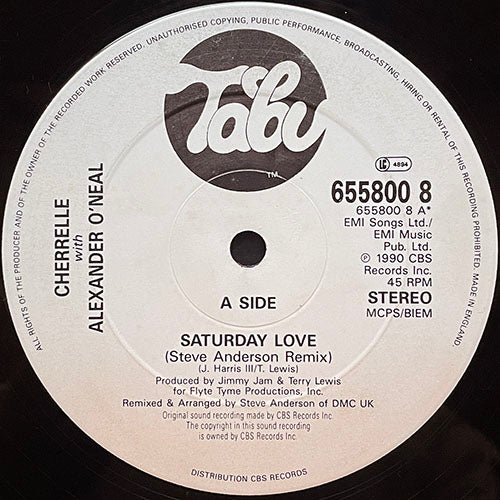 ALL RIGHTS OF THE PRODUCER AND OF THE OWNER OF THE RECORDED WORK RESERVED. UNAUTHORISED COPYING, PUBLIC PERFORMANCE, BROADCASTING, HIRING OR RENTAL OF THIS RECORDING PROHIBITED. MADE IN ENGLAND.
Tabu
TM
LC 4894
CHERRELLE
with
ALEXANDER O'NEAL
655800 8
655800 8 A*
EMI Songs Ltd./
EMI Music
Pub. Ltd.
℗ 1990 CBS
Records Inc.
45 RPM
STEREO
MCPS/BIEM
A SIDE
SATURDAY LOVE
(Steve Anderson Remix)
(J. Harris III/T. Lewis)
Produced by Jimmy Jam & Terry Lewis
for Flyte Tyme Productions, Inc.
Remixed & Arranged by Steve Anderson of DMC UK
Original sound recording made by CBS Records Inc.
The copyright in this sound recording
is owned by CBS Records, Inc.
DISTRIBUTION CBS RECORDS